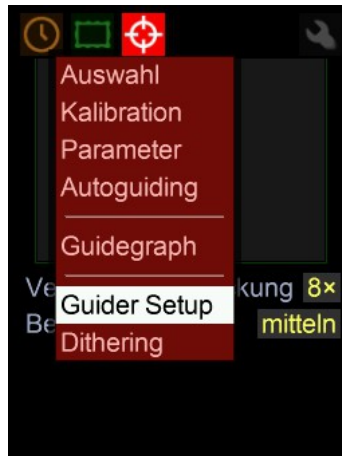 Auswahl
Kalibration
Parameter
Autoguiding
Guidegraph
Ve kung 8×
Guider Setup
Be mitteln
Dithering